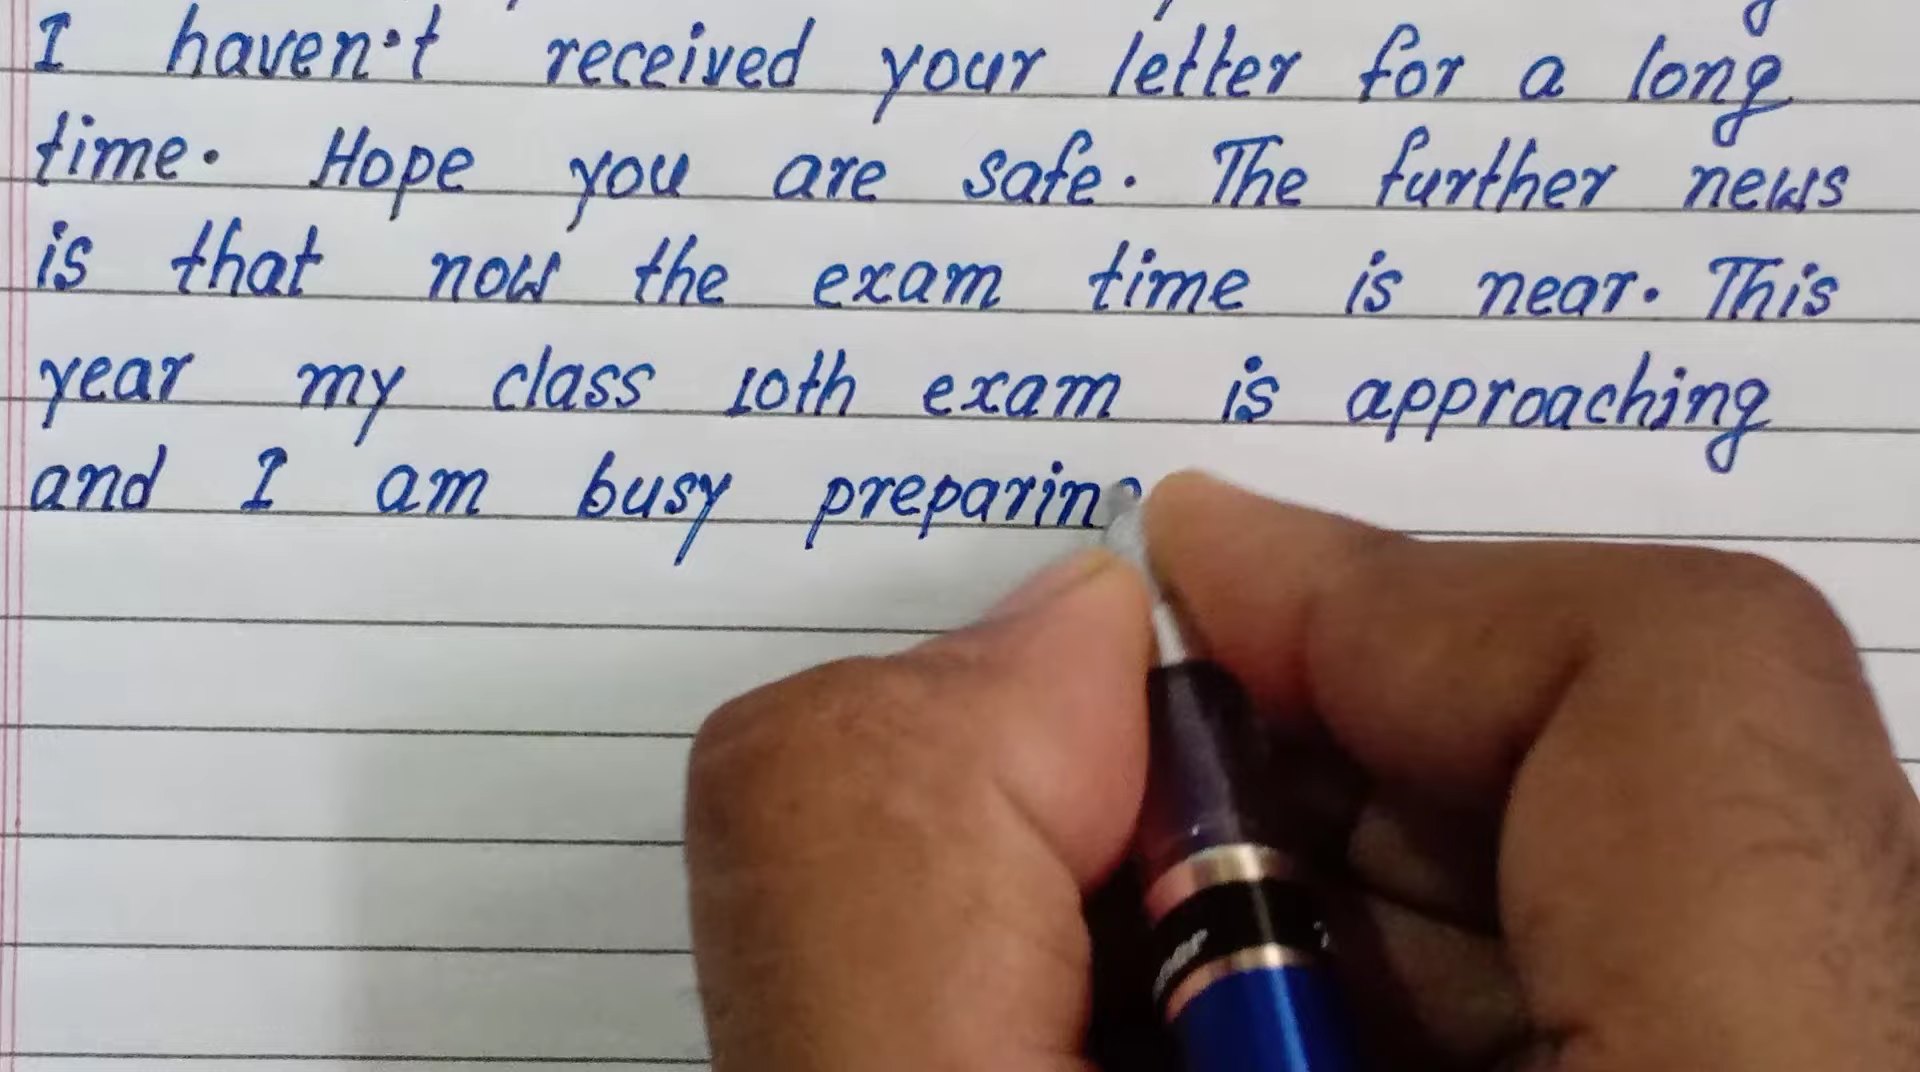 I haven't received your letter for a long
time. Hope you are safe. The further news
is that now the exam time is near. This
year my class 10th exam is approaching
and I am busy preparin